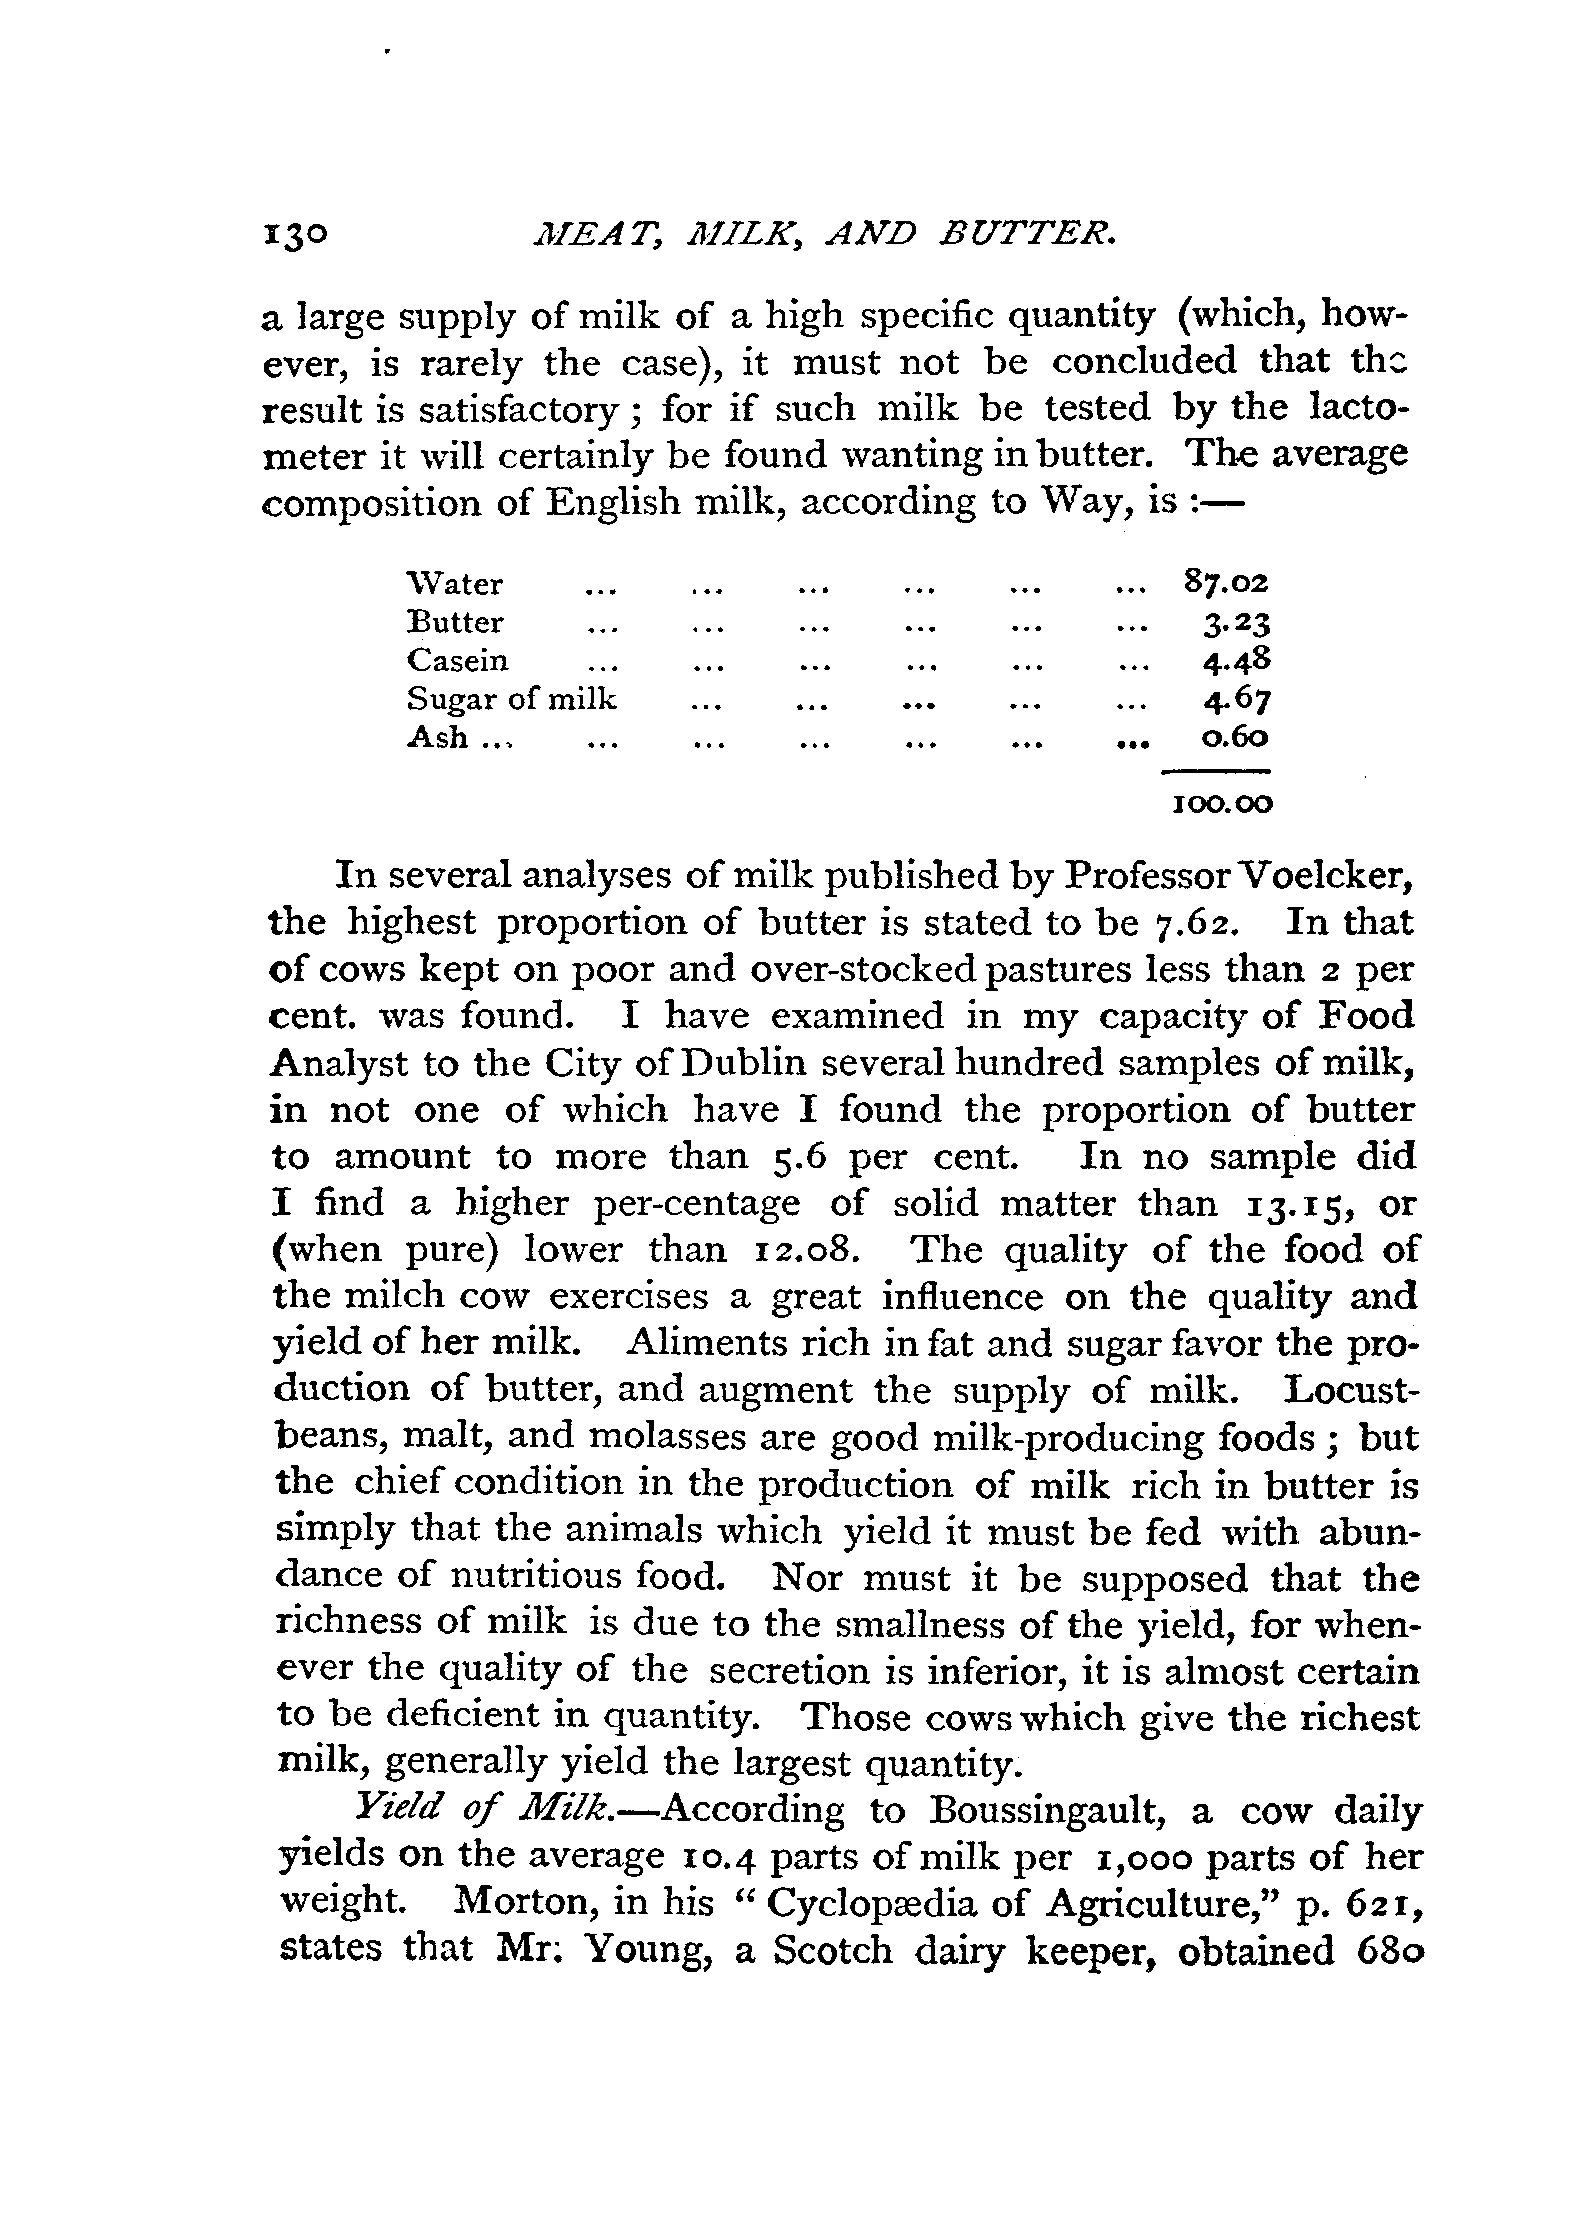 130 MEAT, MILK, AND BUTTER.
a large supply of milk of a high specific quantity (which, how-
ever, is rarely the case), it must not be concluded that the
result is satisfactory ; for if such milk be tested by the lacto-
meter it will certainly be found wanting in butter. The average
composition of English milk, according to Way, is :—
Water ... ... ... ... ... ... 87.02
Butter ... ... ... ... ... ... 3.23
Casein ... ... ... ... ... ... 4.48
Sugar of milk ... ... ... ... ... 4.67
Ash ... ... ... ... ... ... ... 0.60
100.00
In several analyses of milk published by Professor Voelcker,
the highest proportion of butter is stated to be 7.62. In that
of cows kept on poor and over-stocked pastures less than 2 per
cent. was found. I have examined in my capacity of Food
Analyst to the City of Dublin several hundred samples of milk,
in not one of which have I found the proportion of butter
to amount to more than 5.6 per cent. In no sample did
I find a higher per-centage of solid matter than 13.15, or
(when pure) lower than 12.08. The quality of the food of
the milch cow exercises a great influence on the quality and
yield of her milk. Aliments rich in fat and sugar favor the pro-
duction of butter, and augment the supply of milk. Locust-
beans, malt, and molasses are good milk-producing foods ; but
the chief condition in the production of milk rich in butter is
simply that the animals which yield it must be fed with abun-
dance of nutritious food. Nor must it be supposed that the
richness of milk is due to the smallness of the yield, for when-
ever the quality of the secretion is inferior, it is almost certain
to be deficient in quantity. Those cows which give the richest
milk, generally yield the largest quantity.
Yield of Milk.—According to Boussingault, a cow daily
yields on the average 10.4 parts of milk per 1,000 parts of her
weight. Morton, in his “ Cyclopædia of Agriculture,” p. 621,
states that Mr. Young, a Scotch dairy keeper, obtained 680